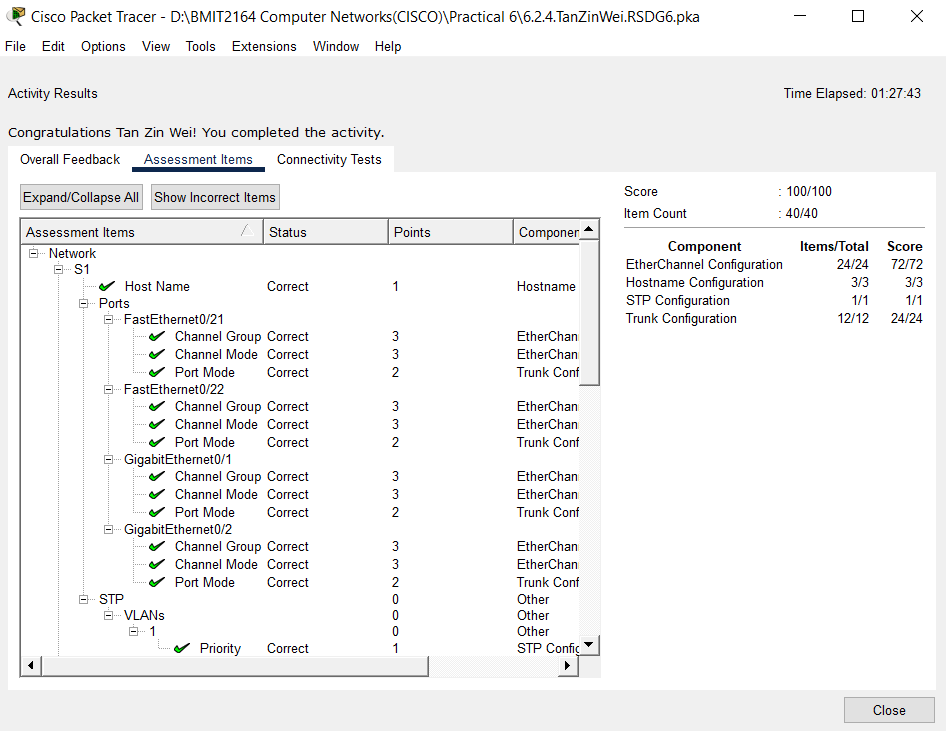 Cisco Packet Tracer - D:\BMIT2164 Computer Networks(CISCO)\Practical 6\6.2.4.TanZinWei.RSDG6.pka
File Edit Options View Tools Extensions Window Help
Activity Results
Time Elapsed: 01:27:43
Congratulations Tan Zin Wei! You completed the activity.
Overall Feedback Assessment Items Connectivity Tests
Expand/Collapse All Show Incorrect Items
Assessment Items Status Points Componen
Network
S1
Host Name Correct 1 Hostname
Ports
FastEthernet0/21
Channel Group Correct 3 EtherChan
Channel Mode Correct 3 EtherChan
Port Mode Correct 2 Trunk Conf
FastEthernet0/22
Channel Group Correct 3 EtherChan
Channel Mode Correct 3 EtherChan
Port Mode Correct 2 Trunk Conf
GigabitEthernet0/1
Channel Group Correct 3 EtherChan
Channel Mode Correct 3 EtherChan
Port Mode Correct 2 Trunk Conf
GigabitEthernet0/2
Channel Group Correct 3 EtherChan
Channel Mode Correct 3 EtherChan
Port Mode Correct 2 Trunk Conf
STP 0 Other
VLANs 0 Other
1 0 Other
Priority Correct 1 STP Config
Score : 100/100
Item Count : 40/40
Component Items/Total Score
EtherChannel Configuration 24/24 72/72
Hostname Configuration 3/3 3/3
STP Configuration 1/1 1/1
Trunk Configuration 12/12 24/24
Close